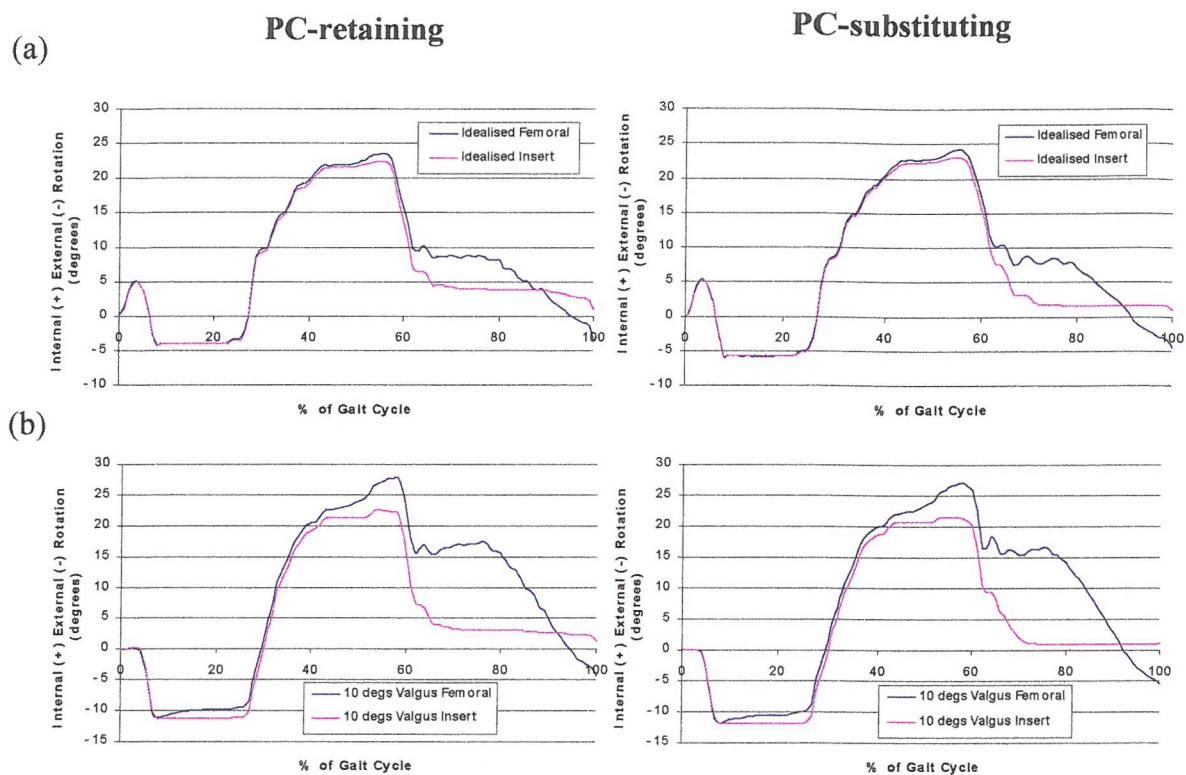 PC-retaining
PC-substituting
(a)
Internal (+) External (-) Rotation
(degrees)
30
25
20
15
10
5
0
-5
-10
0
20
40
60
80
100
Idealised Femoral
Idealised Insert
% of Gait Cycle
Internal (+) External (-) Rotation
(degrees)
30
25
20
15
10
5
0
-5
-10
0
20
40
60
80
100
Idealised Femoral
Idealised Insert
% of Gait Cycle
(b)
Internal (+) External (-) Rotation
(degrees)
30
25
20
15
10
5
0
-5
-10
-15
0
20
40
60
80
100
10 degs Valgus Femoral
10 degs Valgus Insert
% of Gait Cycle
Internal (+) External (-) Rotation
(degrees)
30
25
20
15
10
5
0
-5
-10
-15
0
20
40
60
80
100
10 degs Valgus Femoral
10 degs Valgus Insert
% of Gait Cycle